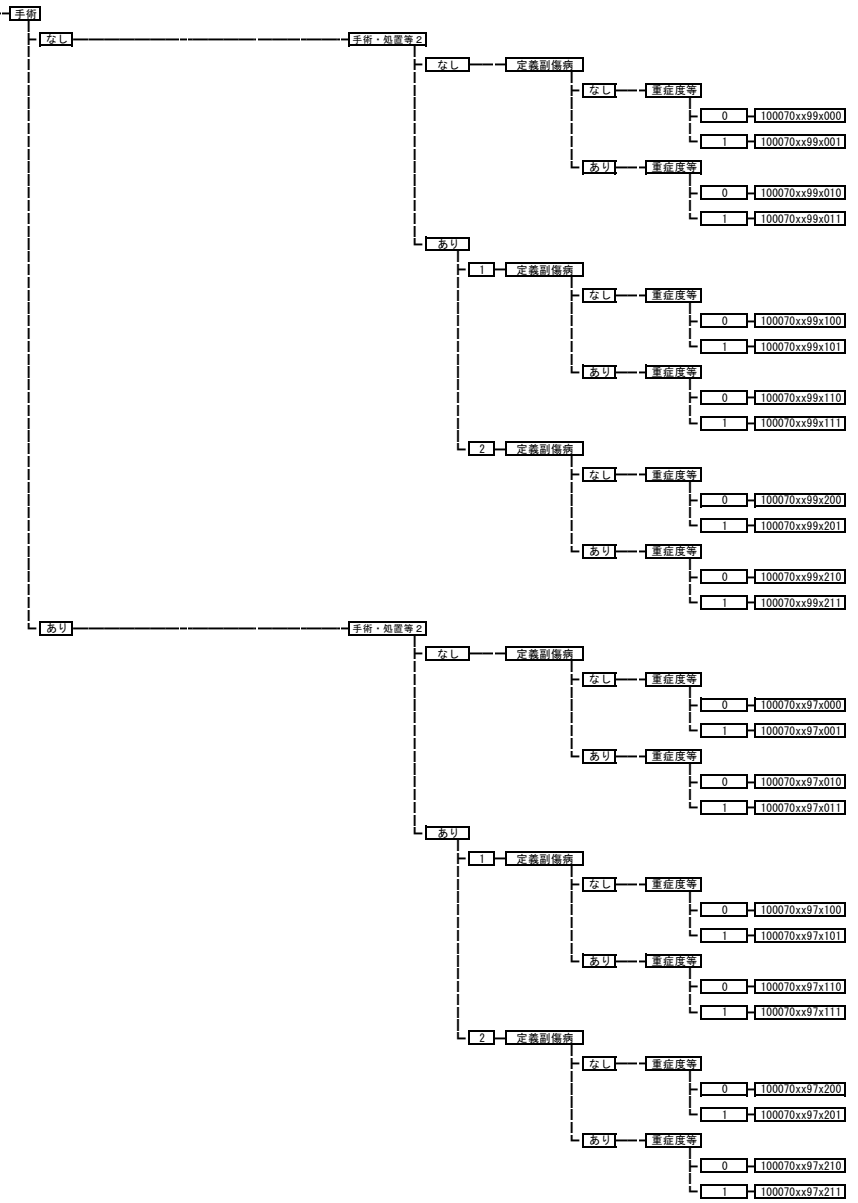 手術
なし 手術・処置等２
なし 定義副傷病
なし 重症度等
0 100070xx99x000
1 100070xx99x001
あり 重症度等
0 100070xx99x010
1 100070xx99x011
あり
1 定義副傷病
なし 重症度等
0 100070xx99x100
1 100070xx99x101
あり 重症度等
0 100070xx99x110
1 100070xx99x111
2 定義副傷病
なし 重症度等
0 100070xx99x200
1 100070xx99x201
あり 重症度等
0 100070xx99x210
1 100070xx99x211
あり 手術・処置等２
なし 定義副傷病
なし 重症度等
0 100070xx97x000
1 100070xx97x001
あり 重症度等
0 100070xx97x010
1 100070xx97x011
あり
1 定義副傷病
なし 重症度等
0 100070xx97x100
1 100070xx97x101
あり 重症度等
0 100070xx97x110
1 100070xx97x111
2 定義副傷病
なし 重症度等
0 100070xx97x200
1 100070xx97x201
あり 重症度等
0 100070xx97x210
1 100070xx97x211